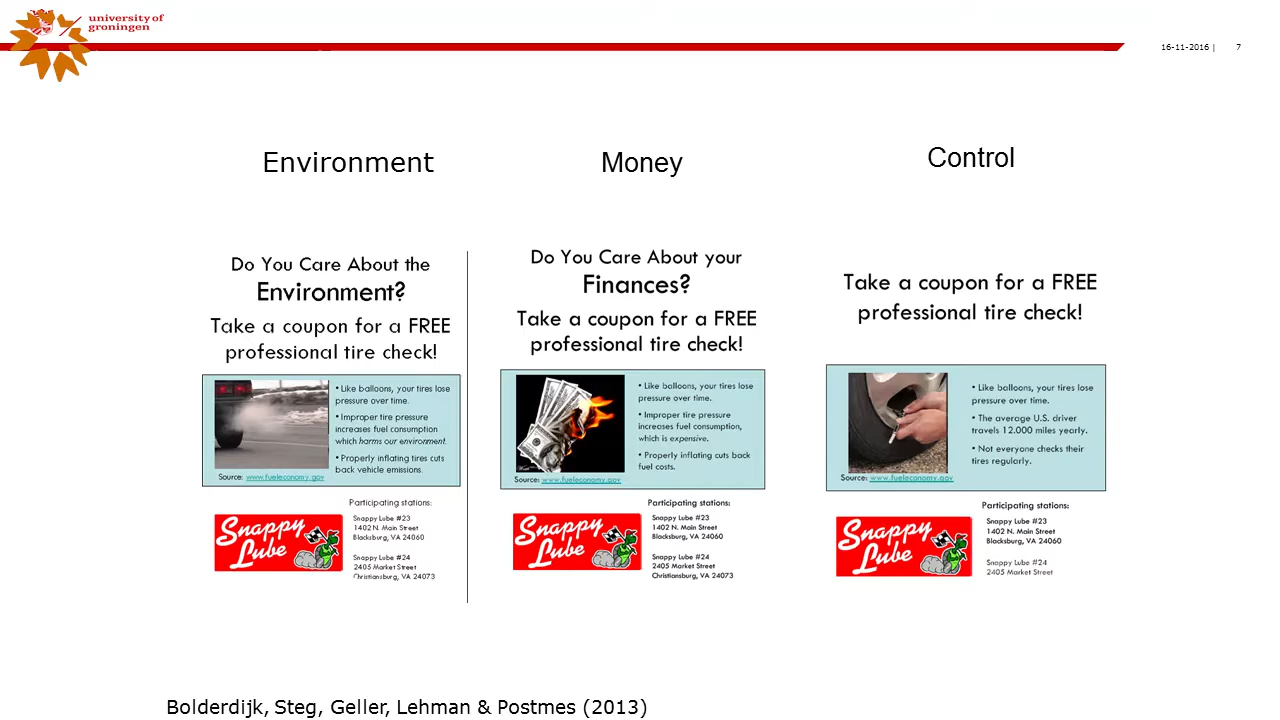 university of
groningen
16-11-2016 | 7
Environment
Do You Care About the
Environment?
Take a coupon for a FREE
professional tire check!
• Like balloons, your tires lose
pressure over time.
• Improper tire pressure
increases fuel consumption
which harms our environment.
• Properly inflating tires cuts
back vehicle emissions.
Source: www.fueleconomy.gov
Participating stations:
Snappy
Lube
Snappy Lube #23
1402 N. Main Street
Blacksburg, VA 24060
Snappy Lube #24
2405 Market Street
Christiansburg, VA 24073
Money
Do You Care About your
Finances?
Take a coupon for a FREE
professional tire check!
• Like balloons, your tires lose
pressure over time.
• Improper tire pressure
increases fuel consumption,
which is expensive.
• Properly inflating cuts back
fuel costs.
Source: www.fueleconomy.gov
Participating stations:
Snappy
Lube
Snappy Lube #23
1402 N. Main Street
Blacksburg, VA 24060
Snappy Lube #24
2405 Market Street
Christiansburg, VA 24073
Control
Take a coupon for a FREE
professional tire check!
• Like balloons, your tires lose
pressure over time.
• The average U.S. driver
travels 12.000 miles yearly.
• Not everyone checks their
tires regularly.
Source: www.fueleconomy.gov
Participating stations:
Snappy
Lube
Snappy Lube #23
1402 N. Main Street
Blacksburg, VA 24060
Snappy Lube #24
2405 Market Street
Bolderdijk, Steg, Geller, Lehman & Postmes (2013)